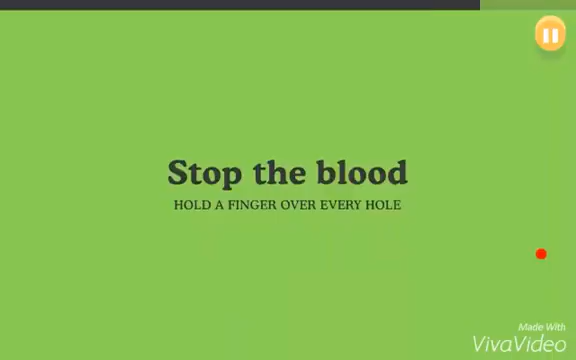 Stop the blood
HOLD A FINGER OVER EVERY HOLE
Made With
VivaVideo